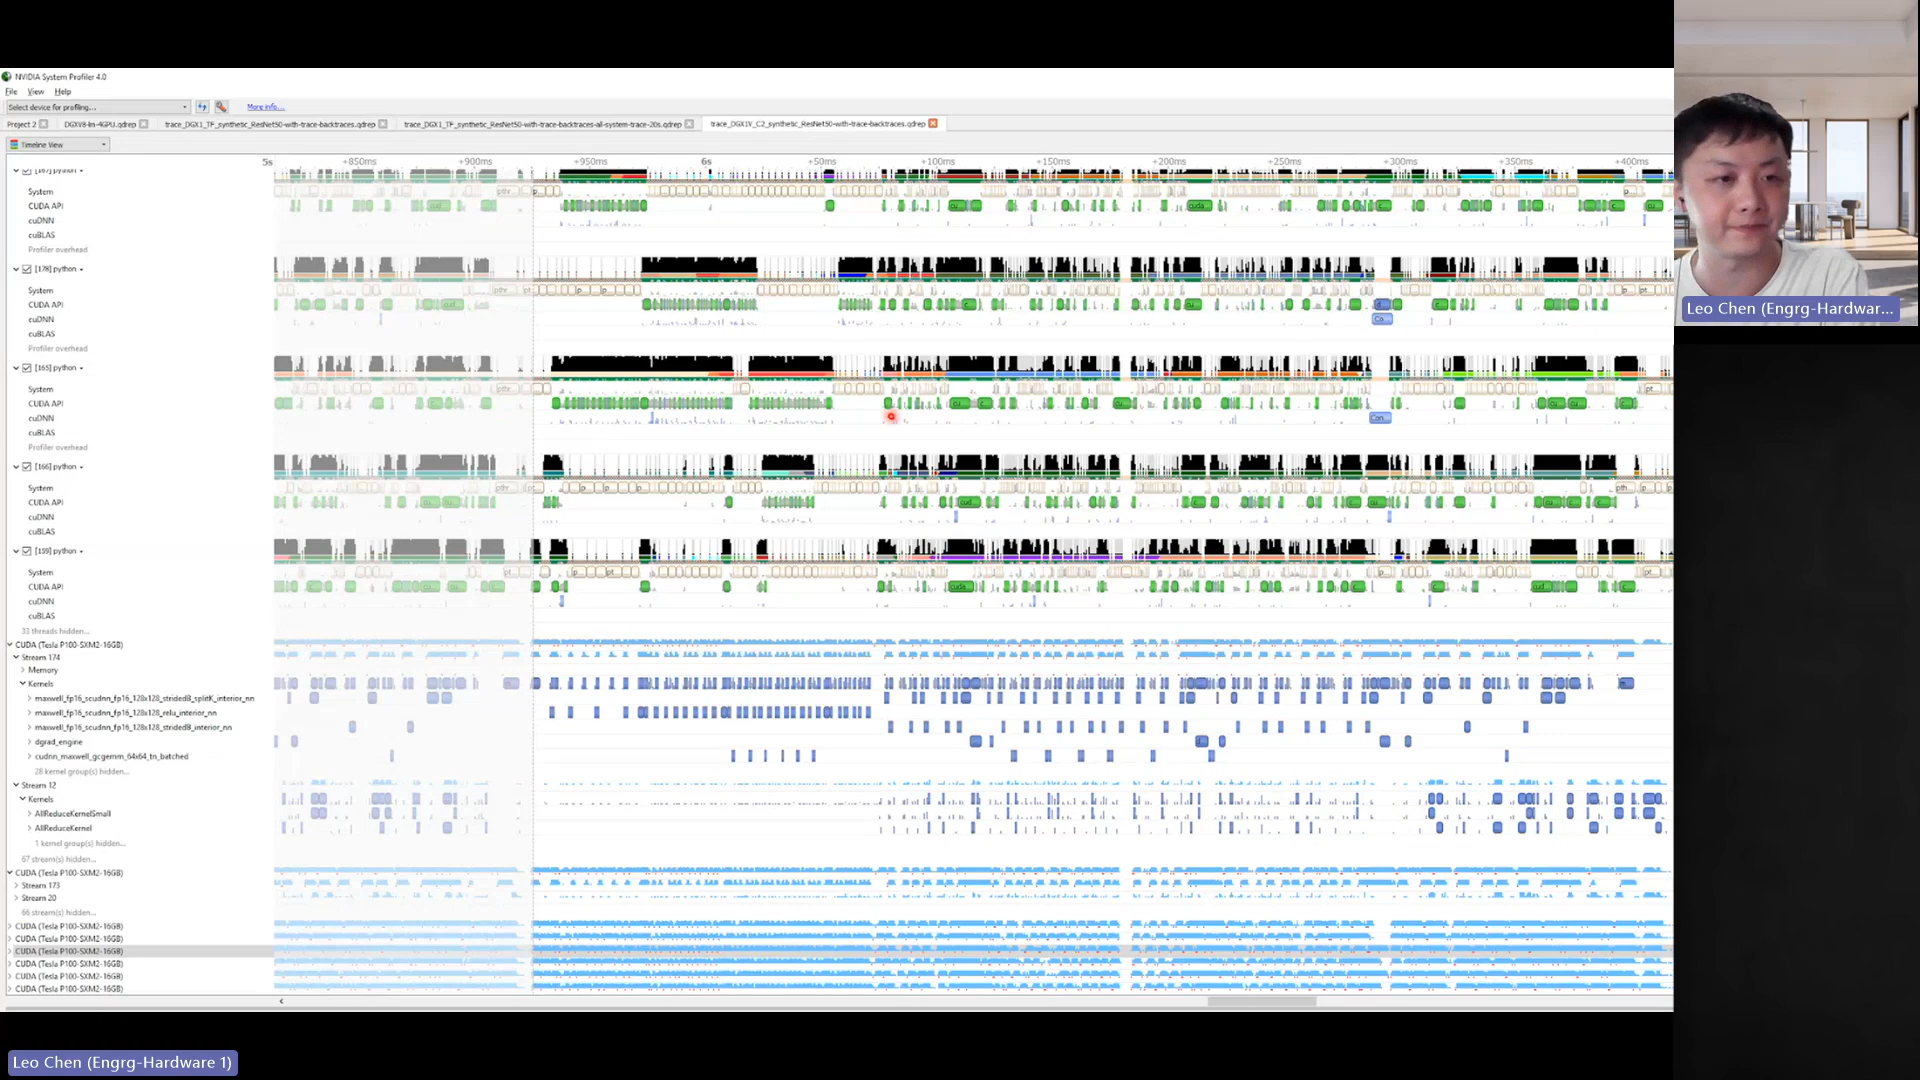 NVIDIA System Profiler 4.0
File View Help
Select device for profiling... More info...
Project 2 DGXV8-lm-4GPU.qdrep trace_DGX1_TF_synthetic_ResNet50-with-trace-backtraces.qdrep trace_DGX1_TF_synthetic_ResNet50-with-trace-backtraces-all-system-trace-20s.qdrep trace_DGX1V_C2_synthetic_ResNet50-with-trace-backtraces.qdrep
Timeline View
5s +850ms +900ms +950ms 6s +50ms +100ms +150ms +200ms +250ms +300ms +350ms +400ms
[167] python
System
CUDA API
cuDNN
cuBLAS
Profiler overhead
[178] python
System
CUDA API
cuDNN
cuBLAS
Profiler overhead
[165] python
System
CUDA API
cuDNN
cuBLAS
Profiler overhead
[166] python
System
CUDA API
cuDNN
cuBLAS
[159] python
System
CUDA API
cuDNN
cuBLAS
33 threads hidden...
CUDA (Tesla P100-SXM2-16GB)
Stream 174
Memory
Kernels
maxwell_fp16_scudnn_fp16_128x128_stridedB_splitK_interior_nn
maxwell_fp16_scudnn_fp16_128x128_relu_interior_nn
maxwell_fp16_scudnn_fp16_128x128_stridedB_interior_nn
dgrad_engine
cudnn_maxwell_gcgemm_64x64_tn_batched
28 kernel group(s) hidden...
Stream 12
Kernels
AllReduceKernelSmall
AllReduceKernel
1 kernel group(s) hidden...
67 stream(s) hidden...
CUDA (Tesla P100-SXM2-16GB)
Stream 173
Stream 20
66 stream(s) hidden...
CUDA (Tesla P100-SXM2-16GB)
CUDA (Tesla P100-SXM2-16GB)
CUDA (Tesla P100-SXM2-16GB)
CUDA (Tesla P100-SXM2-16GB)
CUDA (Tesla P100-SXM2-16GB)
CUDA (Tesla P100-SXM2-16GB)
Leo Chen (Engrg-Hardwar...
Leo Chen (Engrg-Hardware 1)